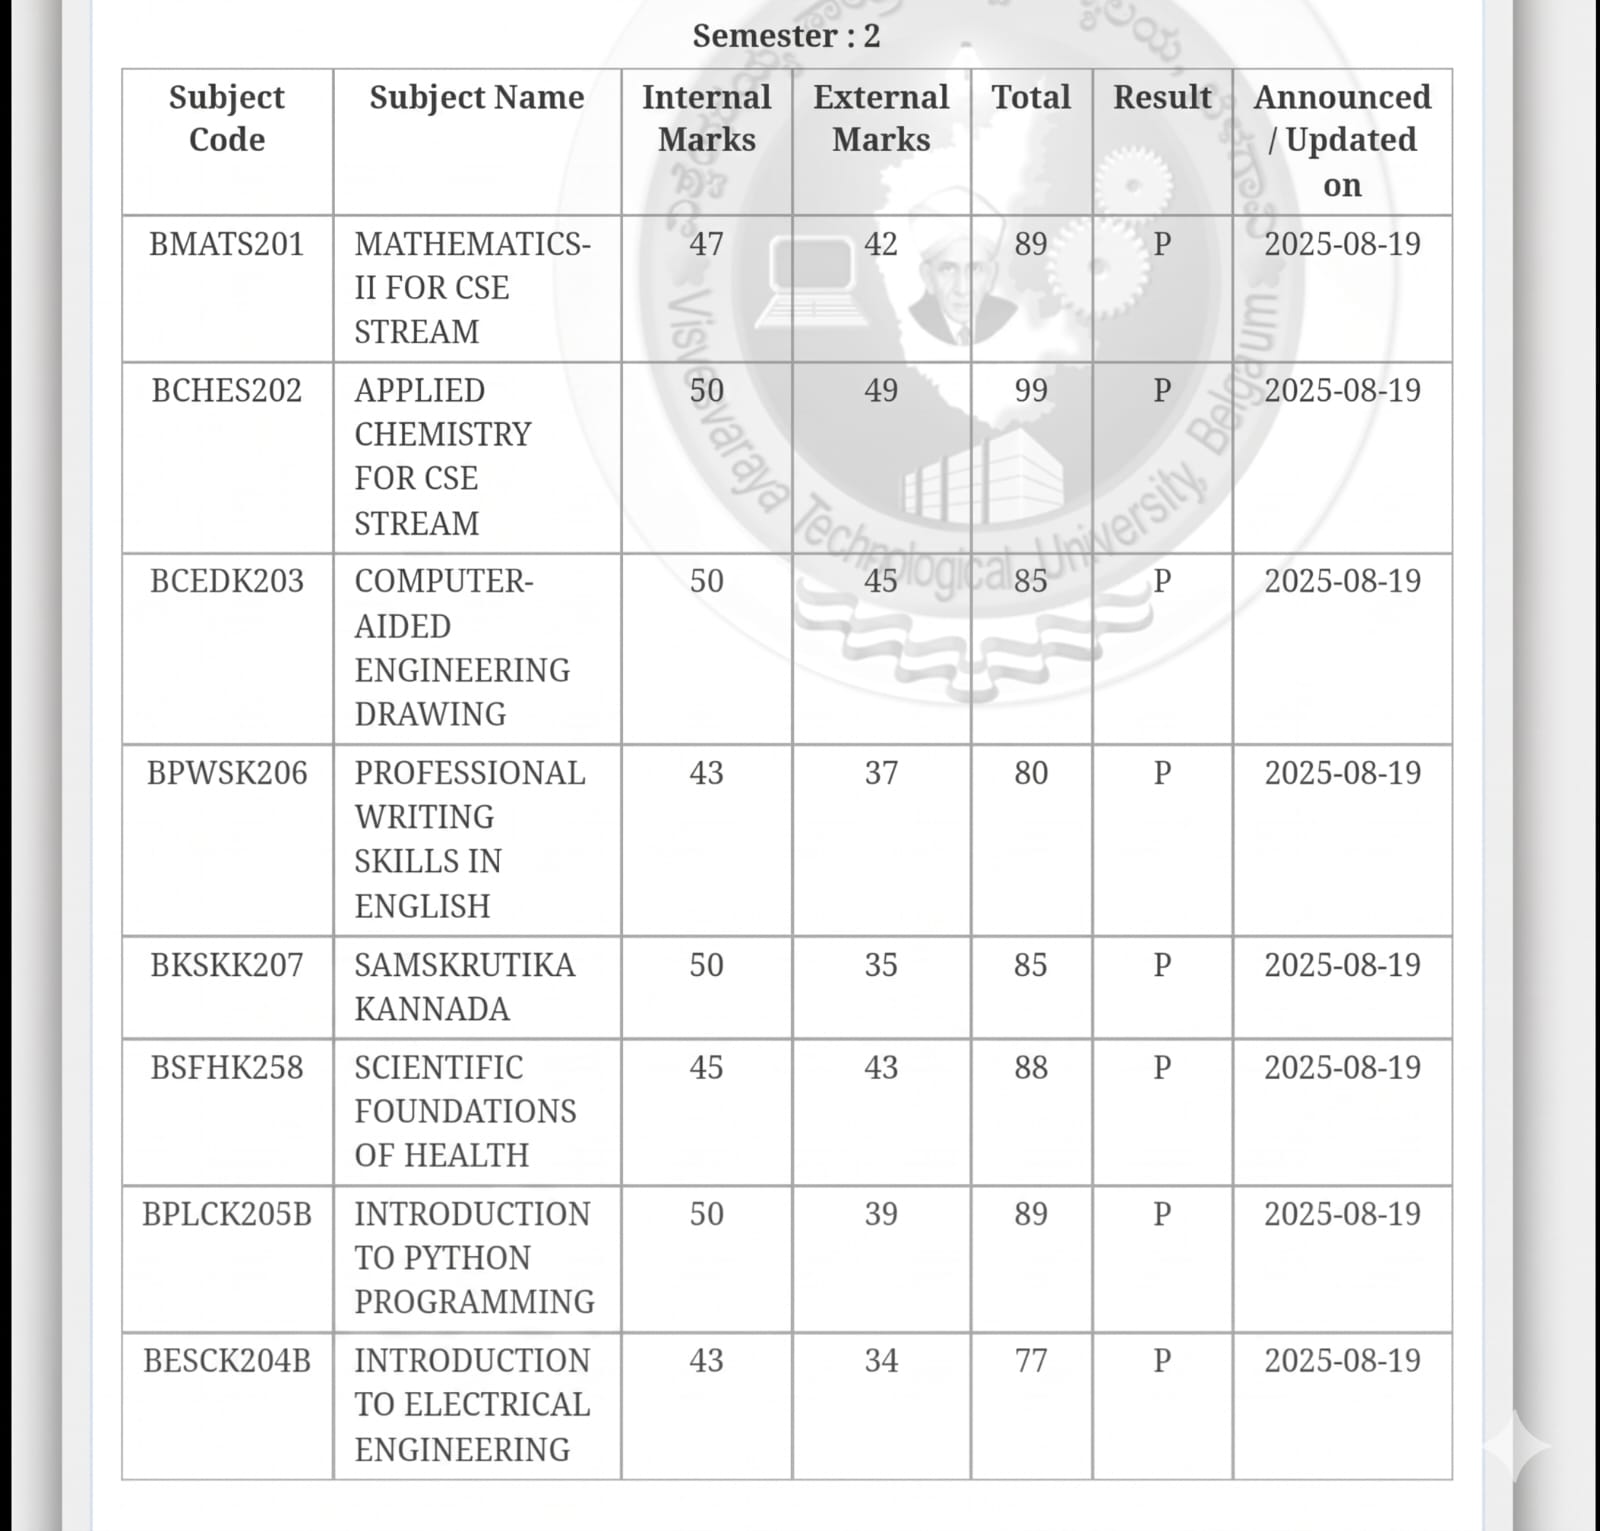 Semester : 2
Subject Code | Subject Name | Internal Marks | External Marks | Total | Result | Announced / Updated on
BMATS201 | MATHEMATICS-II FOR CSE STREAM | 47 | 42 | 89 | P | 2025-08-19
BCHES202 | APPLIED CHEMISTRY FOR CSE STREAM | 50 | 49 | 99 | P | 2025-08-19
BCEDK203 | COMPUTER-AIDED ENGINEERING DRAWING | 50 | 45 | 85 | P | 2025-08-19
BPWSK206 | PROFESSIONAL WRITING SKILLS IN ENGLISH | 43 | 37 | 80 | P | 2025-08-19
BKSKK207 | SAMSKRUTIKA KANNADA | 50 | 35 | 85 | P | 2025-08-19
BSFHK258 | SCIENTIFIC FOUNDATIONS OF HEALTH | 45 | 43 | 88 | P | 2025-08-19
BPLCK205B | INTRODUCTION TO PYTHON PROGRAMMING | 50 | 39 | 89 | P | 2025-08-19
BESCK204B | INTRODUCTION TO ELECTRICAL ENGINEERING | 43 | 34 | 77 | P | 2025-08-19
Visvesvaraya Technological University, Belgaum